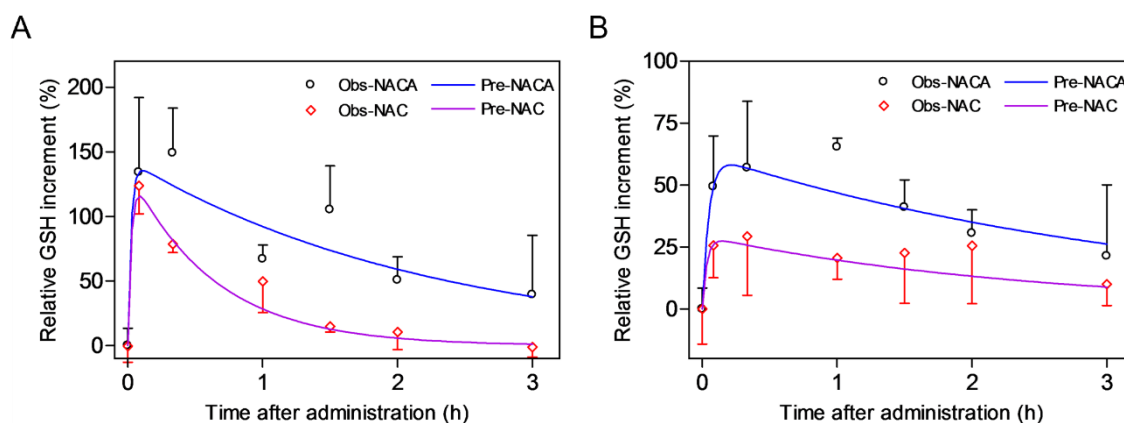 A
Relative GSH increment (%)
200
150
100
50
0
Obs-NACA
Pre-NACA
Obs-NAC
Pre-NAC
0 1 2 3
Time after administration (h)
B
Relative GSH increment (%)
100
75
50
25
0
Obs-NACA
Pre-NACA
Obs-NAC
Pre-NAC
0 1 2 3
Time after administration (h)